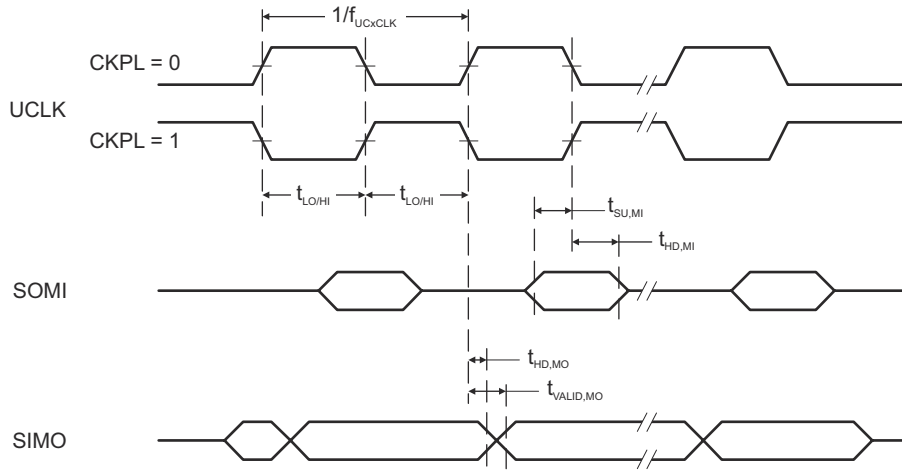 1/fUCxCLK
CKPL = 0
UCLK
CKPL = 1
tLO/HI tLO/HI
tSU,MI
tHD,MI
SOMI
tHD,MO
tVALID,MO
SIMO